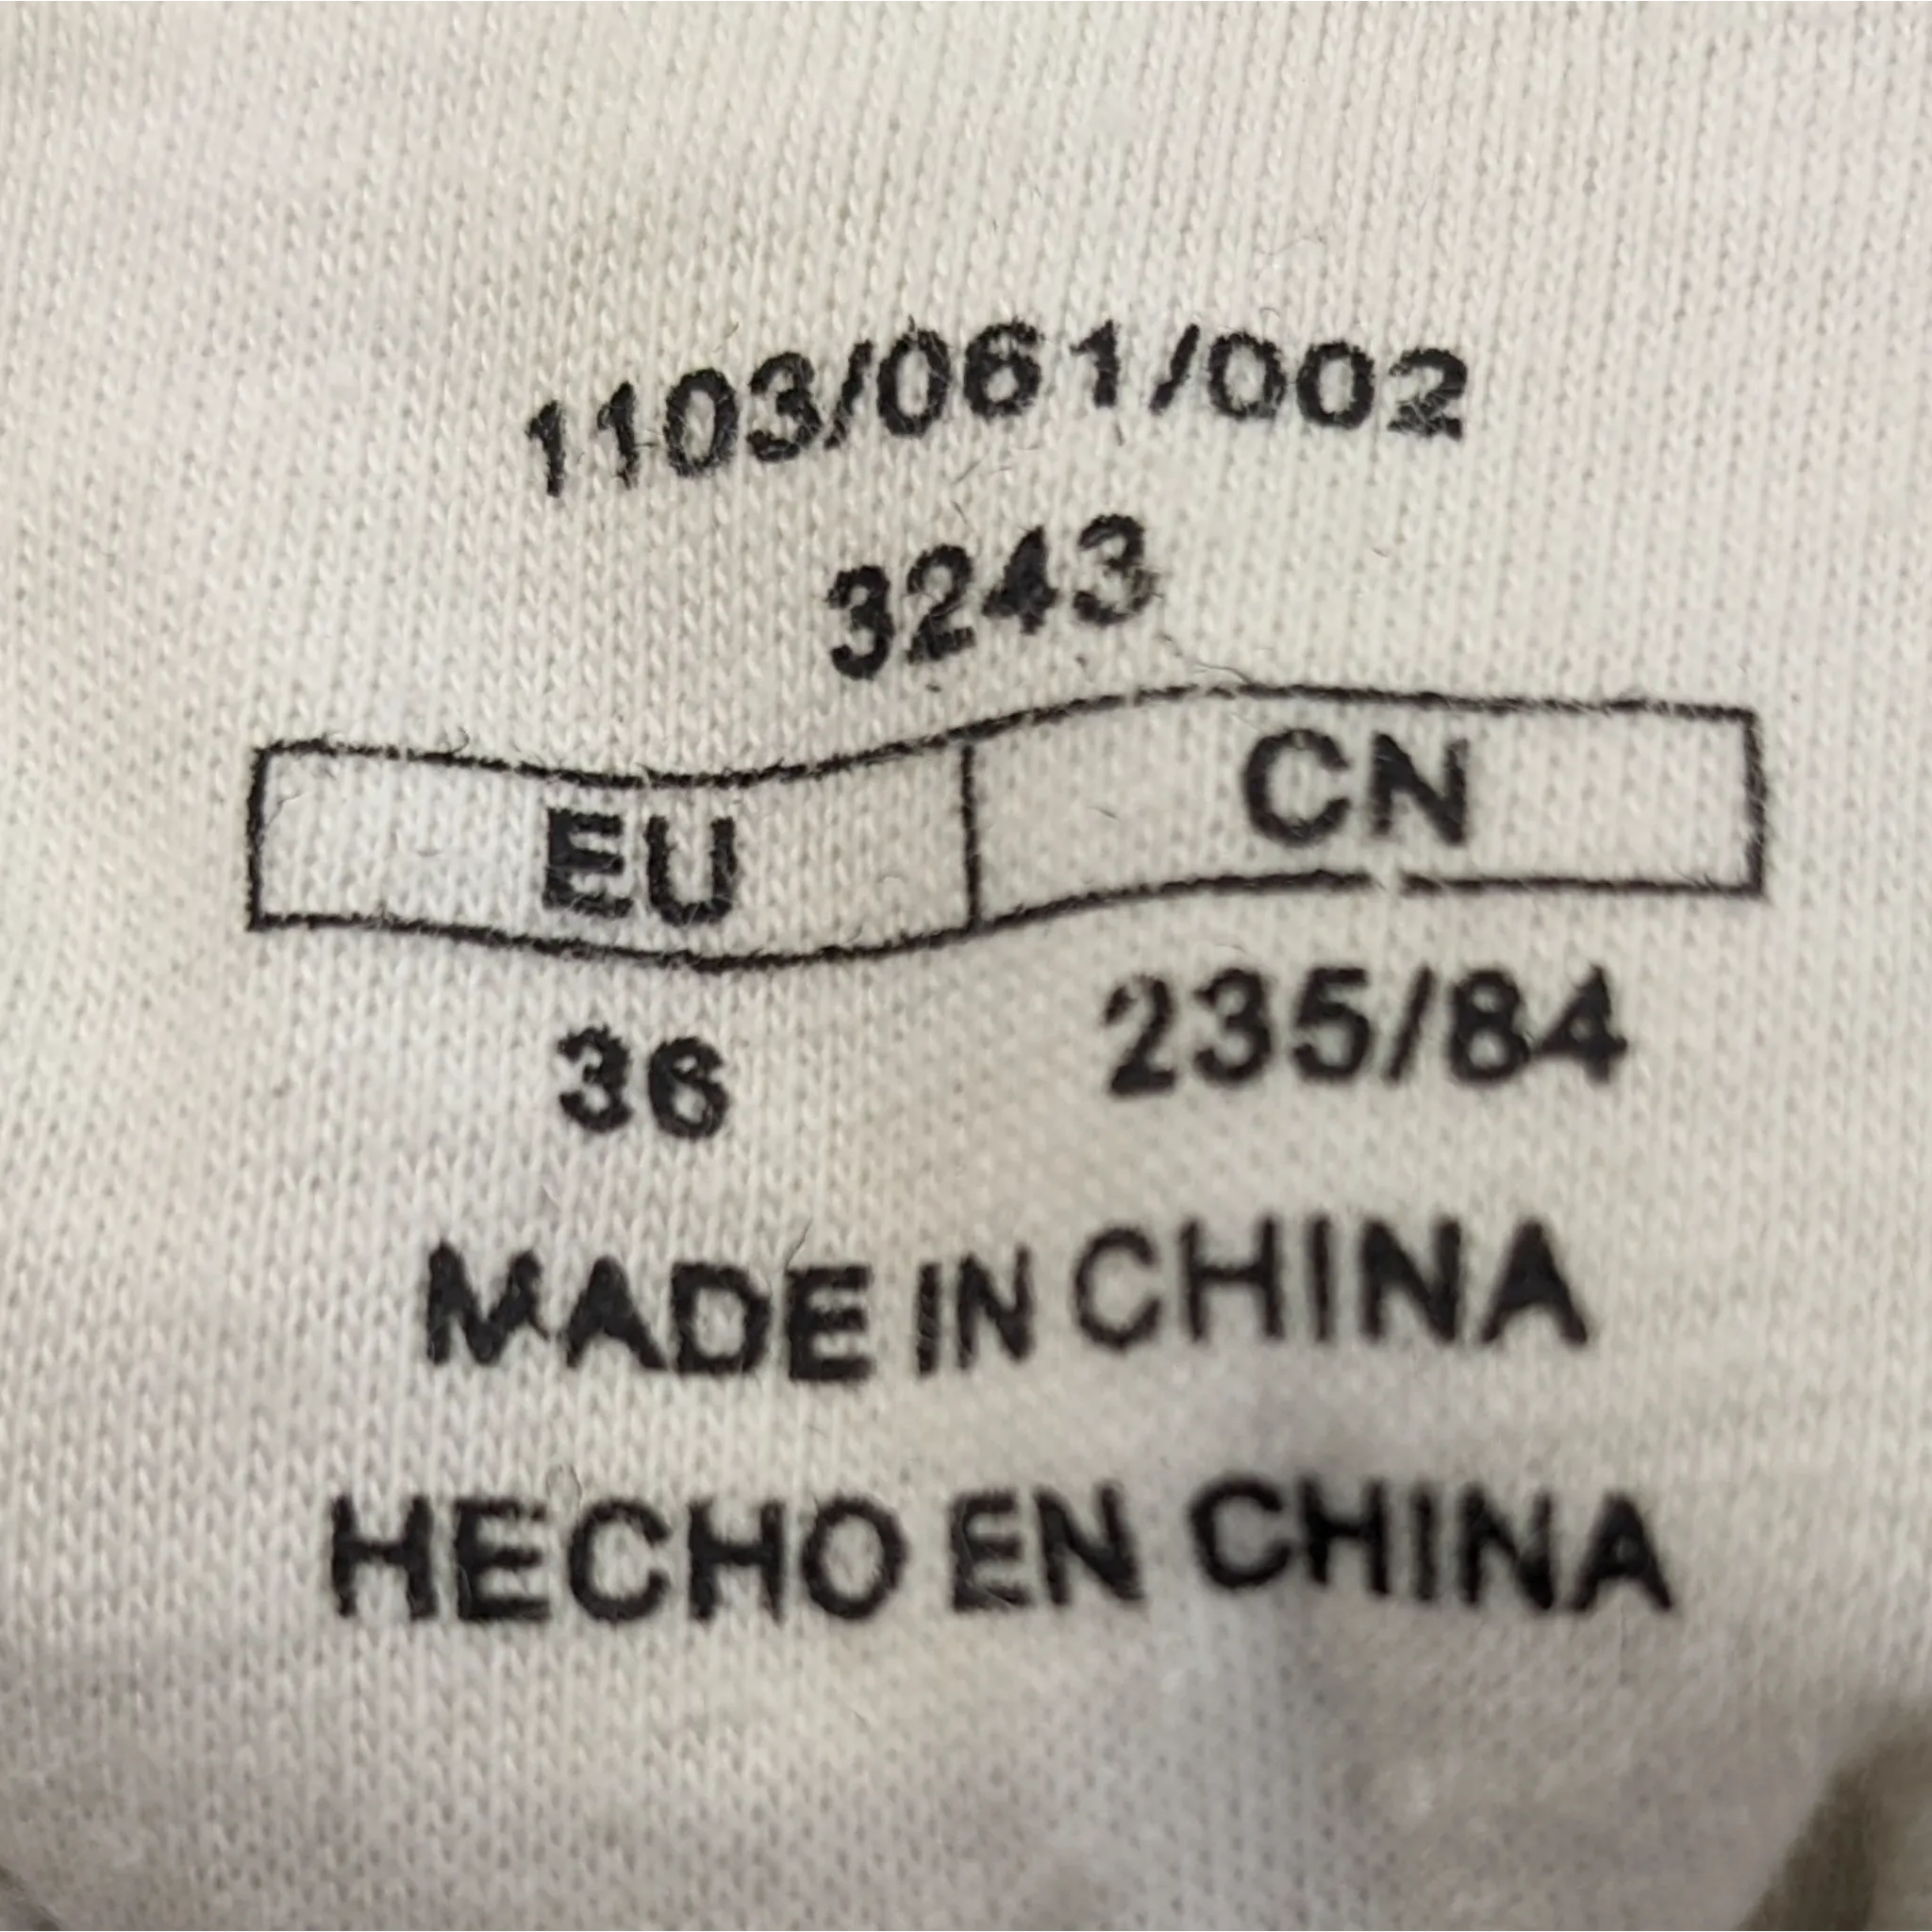 1103/061/002
3243
EU CN
36 235/84
MADE IN CHINA
HECHO EN CHINA